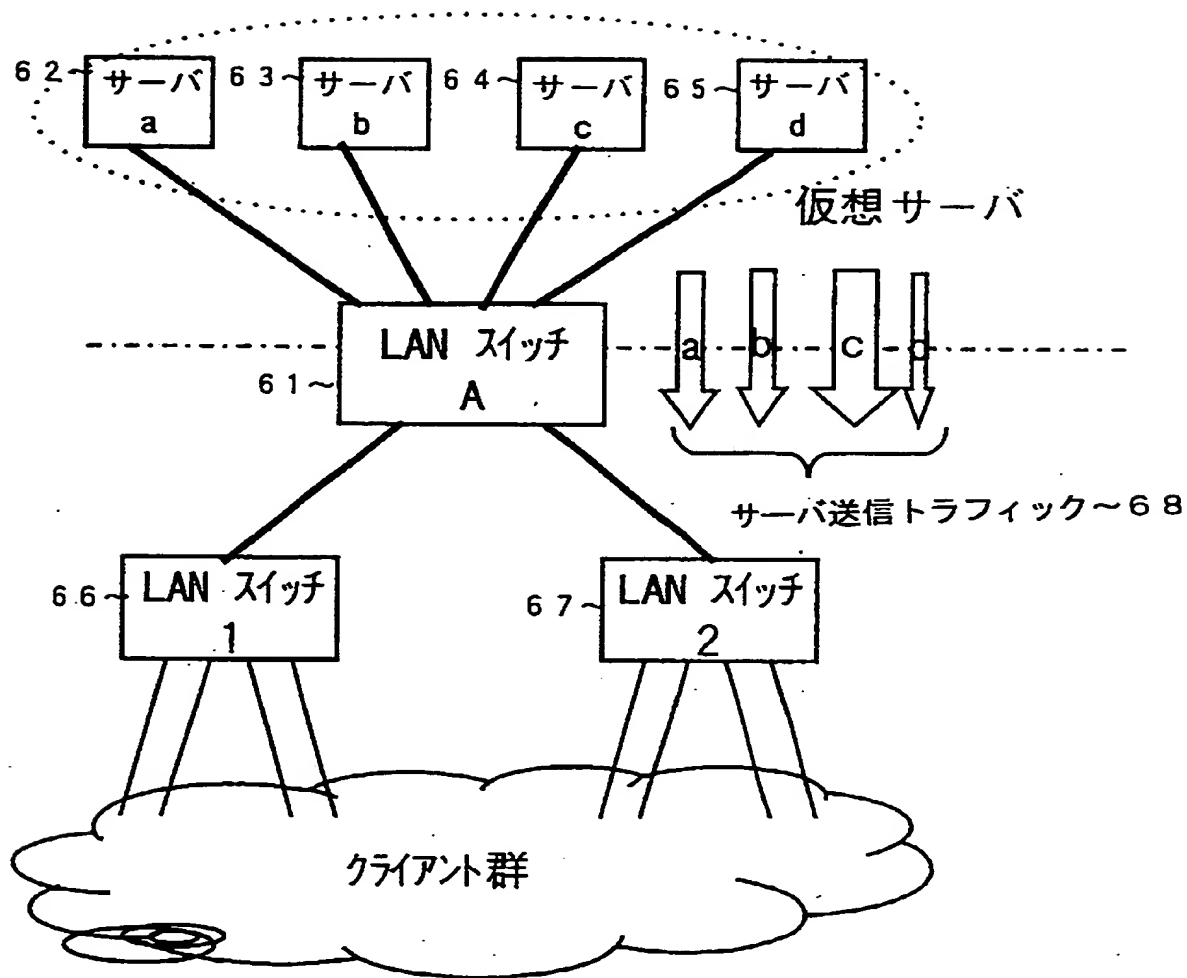 62～ サーバ a
63～ サーバ b
64～ サーバ c
65～ サーバ d
仮想サーバ
LAN スイッチ
61～ A
a b c d
サーバ送信トラフィック～68
66～ LAN スイッチ
1
67～ LAN スイッチ
2
クライアント群